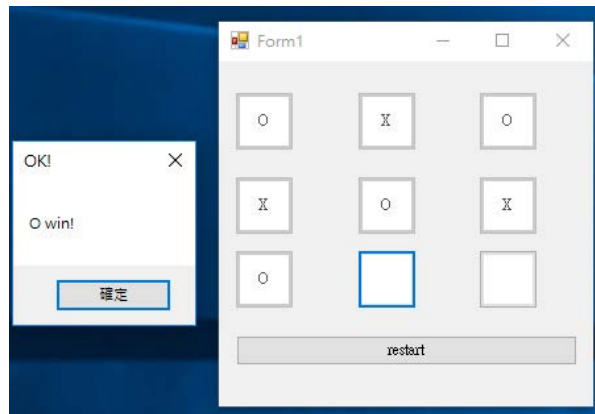 OK!
O win!
確定
Form1
O X O
X O X
O
restart